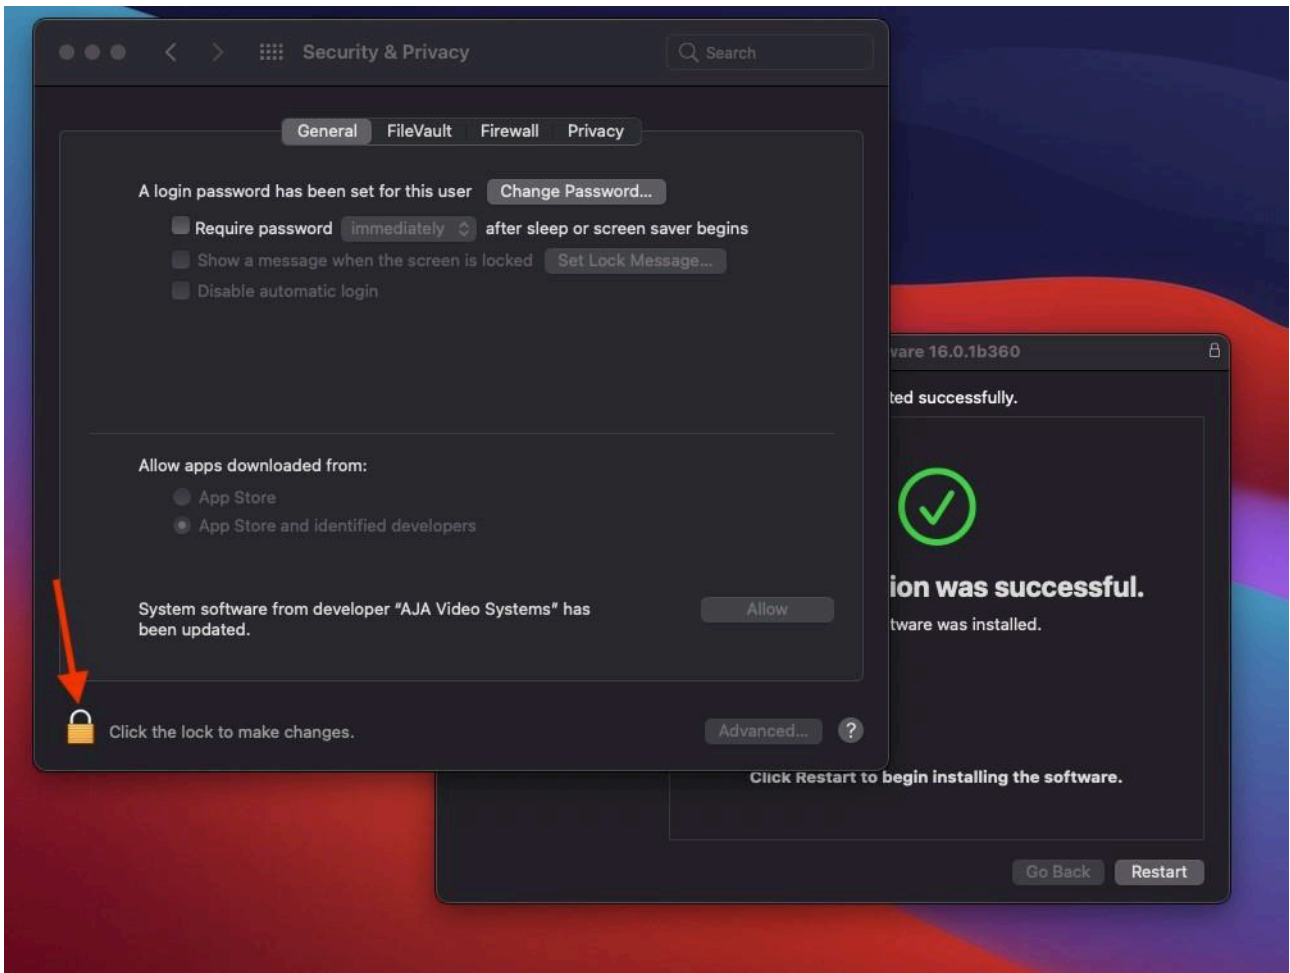 Security & Privacy
Search
General FileVault Firewall Privacy
A login password has been set for this user Change Password...
Require password immediately after sleep or screen saver begins
Show a message when the screen is locked Set Lock Message...
Disable automatic login
Allow apps downloaded from:
App Store
App Store and identified developers
System software from developer “AJA Video Systems” has
been updated.
Allow
Click the lock to make changes.
Advanced...
?
16.0.1b360
successfully.
was successful.
was installed.
Click Restart to begin installing the software.
Go Back Restart